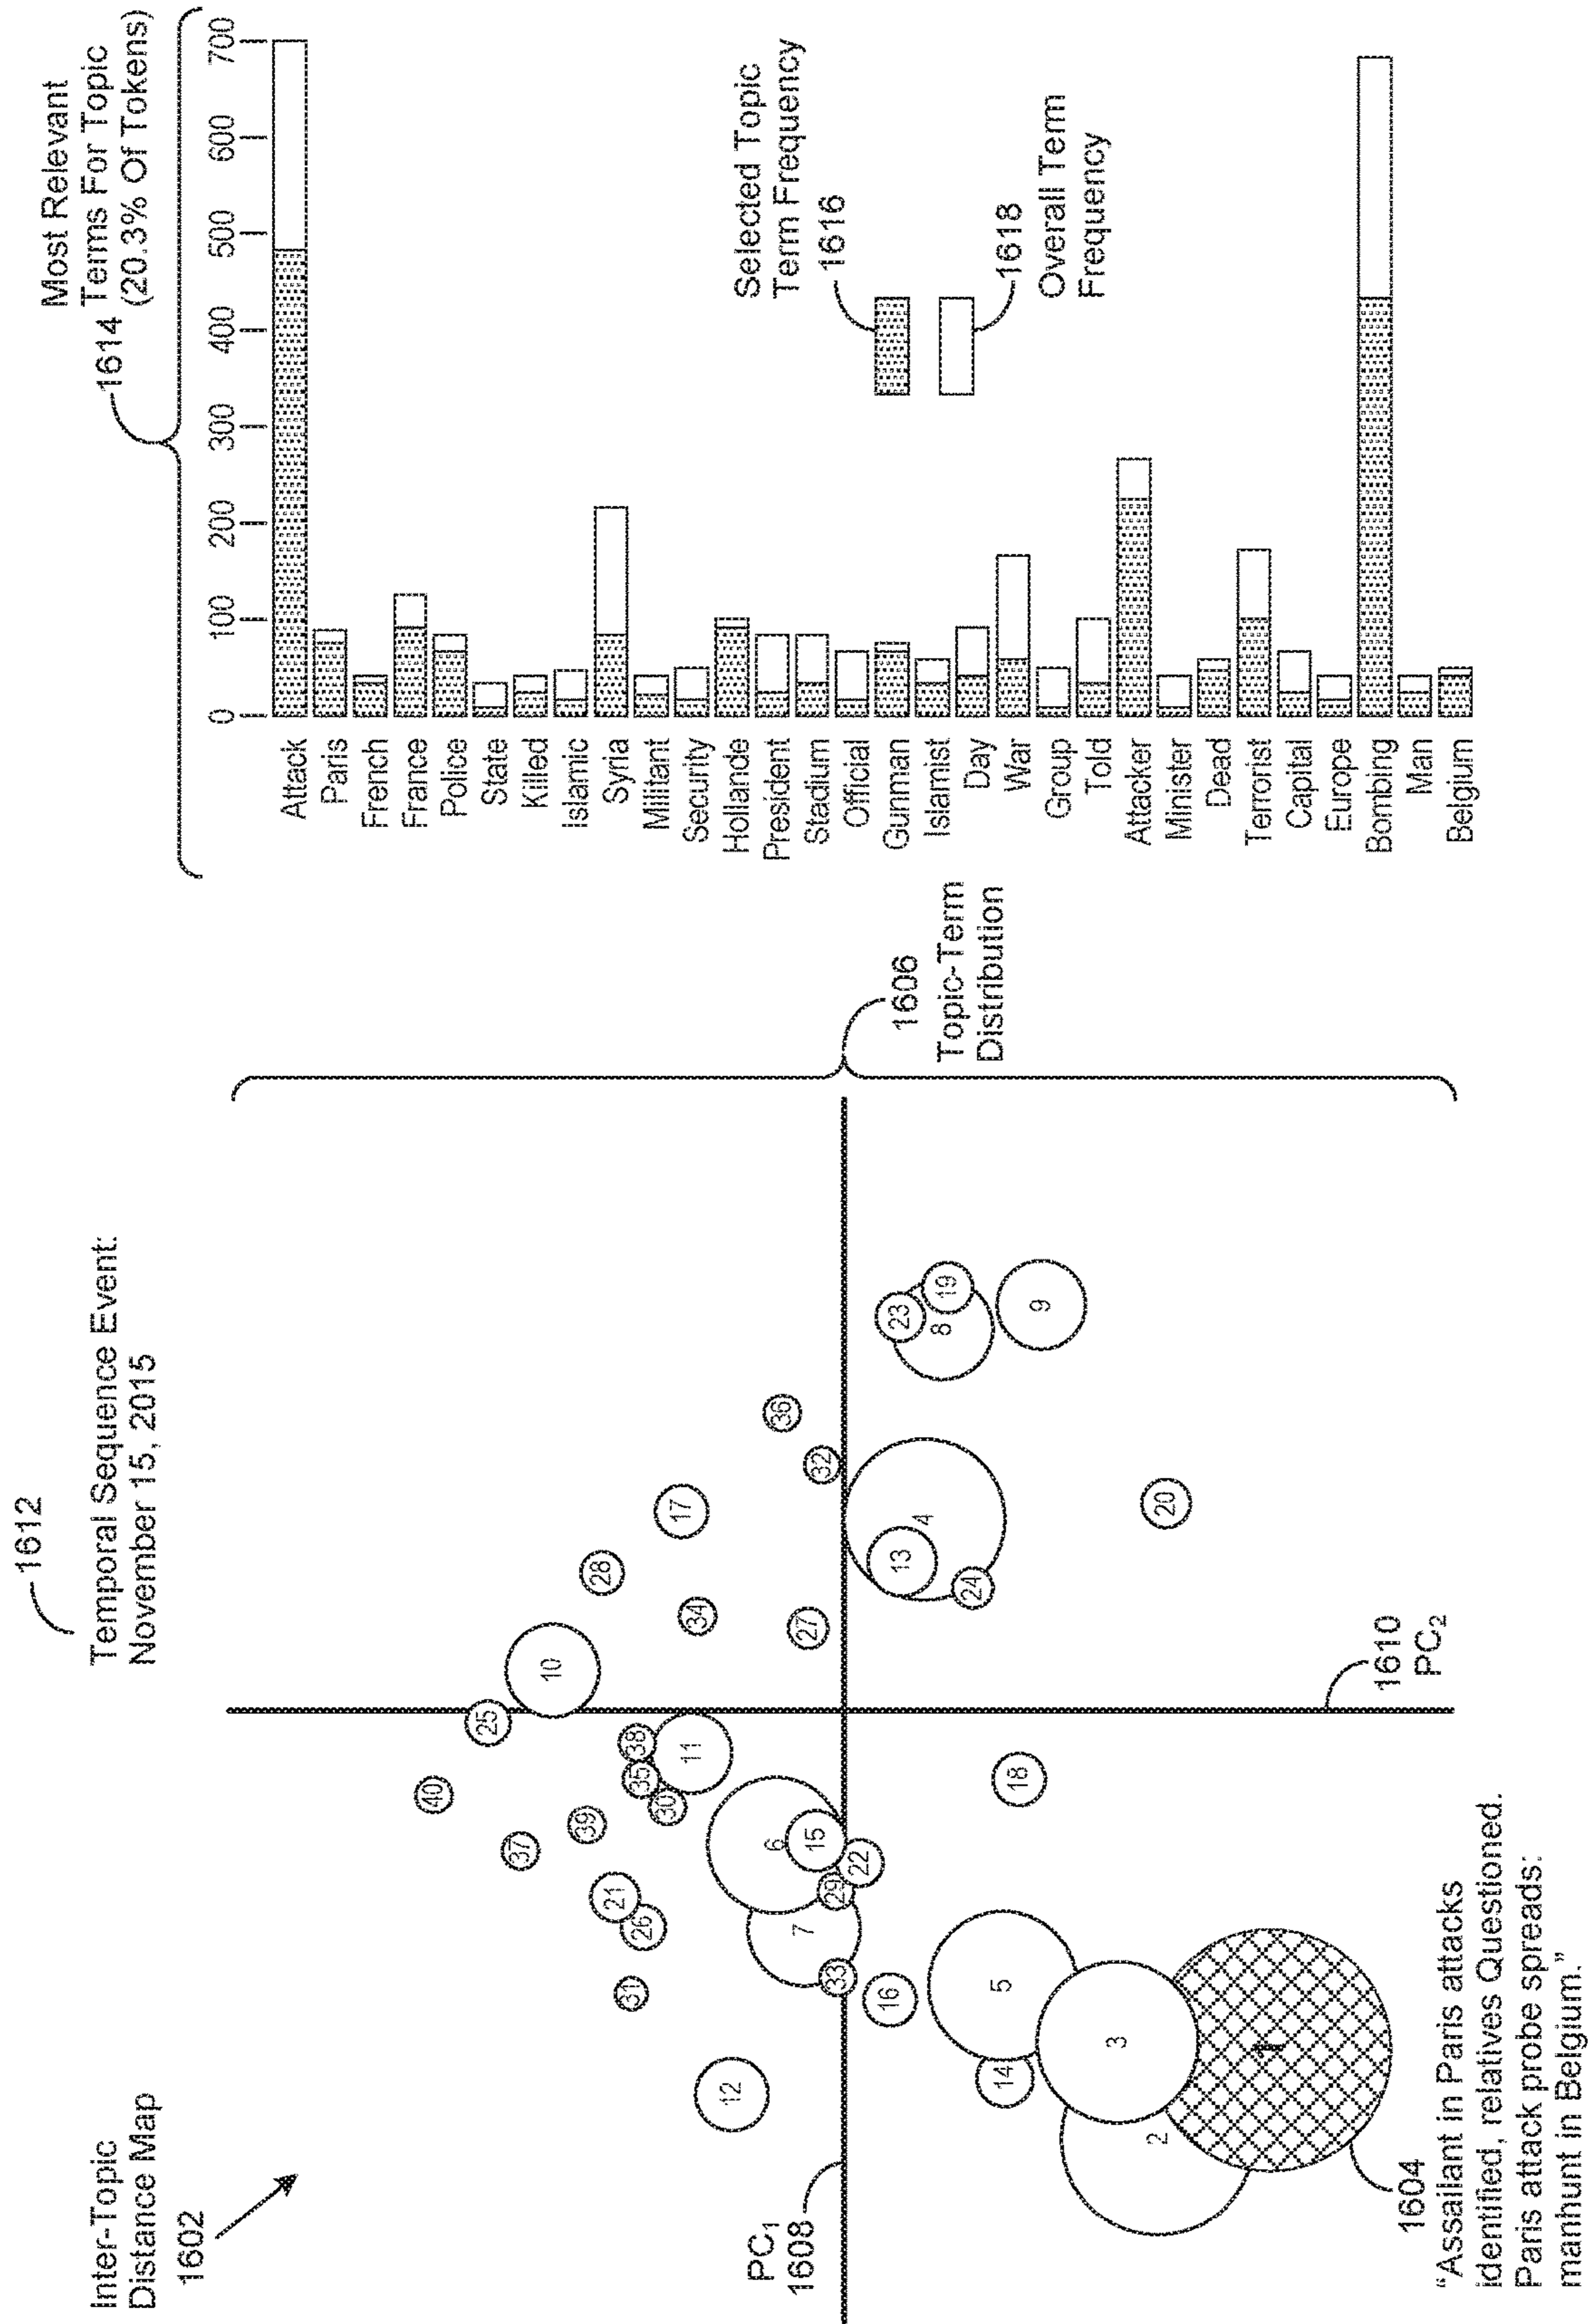 Inter-Topic
Distance Map
1602
1612
Temporal Sequence Event:
November 15, 2015
40
25
37
10
39
28
31
21
26
35
38
30
34
17
12
11
6
7
15
27
36
33
29
22
32
PC1
1608
16
13
4
24
23
8
19
14
5
18
9
3
2
20
1
1610
PC2
1604
"Assailant in Paris attacks
identified, relatives Questioned.
Paris attack probe spreads:
manhunt in Belgium."
1606
Topic-Term
Distribution
Most Relevant
1614 Terms For Topic
(20.3% Of Tokens)
0 100 200 300 400 500 600 700
Attack
Paris
French
France
Police
State
Killed
Islamic
Syria
Militant
Security
Hollande
President
Stadium
Official
Gunman
Islamist
Day
War
Group
Told
Attacker
Minister
Dead
Terrorist
Capital
Europe
Bombing
Man
Belgium
Selected Topic
Term Frequency
1616
1618
Overall Term
Frequency